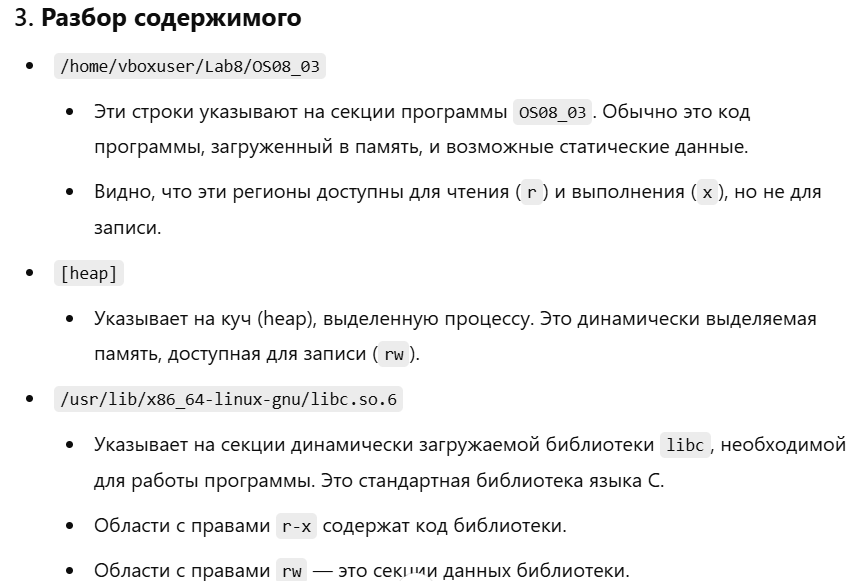 3. Разбор содержимого
• /home/vboxuser/Lab8/OS08_03
• Эти строки указывают на секции программы OS08_03. Обычно это код
программы, загруженный в память, и возможные статические данные.
• Видно, что эти регионы доступны для чтения (r) и выполнения (x), но не для
записи.
• [heap]
• Указывает на куч (heap), выделенную процессу. Это динамически выделяемая
память, доступная для записи (rw).
• /usr/lib/x86_64-linux-gnu/libc.so.6
• Указывает на секции динамически загружаемой библиотеки libc, необходимой
для работы программы. Это стандартная библиотека языка C.
• Области с правами r-x содержат код библиотеки.
• Области с правами rw — это секции данных библиотеки.